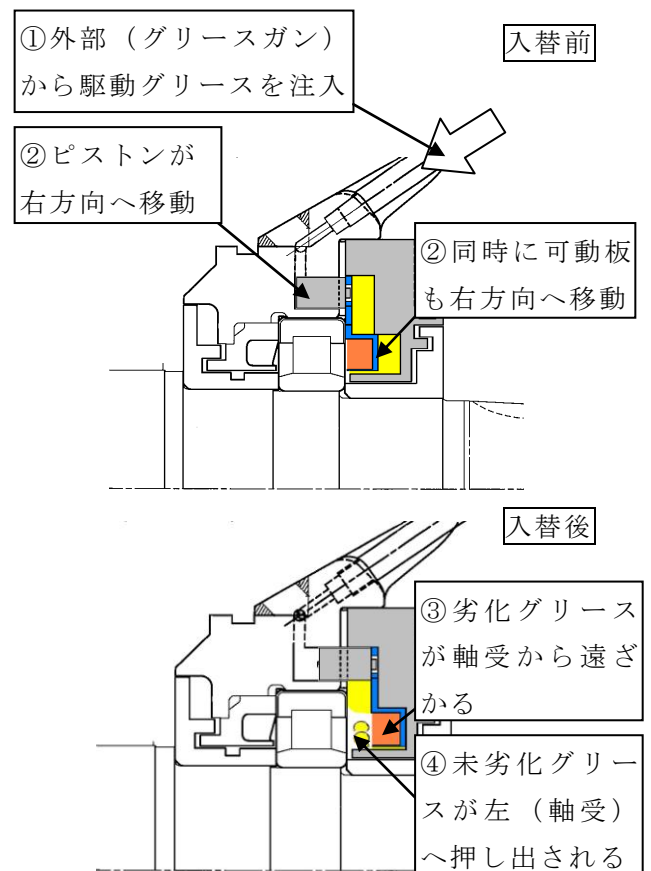 ①外部（グリースガン）
から駆動グリースを注入
入替前
②ピストンが
右方向へ移動
②同時に可動板
も右方向へ移動
入替後
③劣化グリース
が軸受から遠ざ
かる
④未劣化グリー
スが左（軸受）
へ押し出される